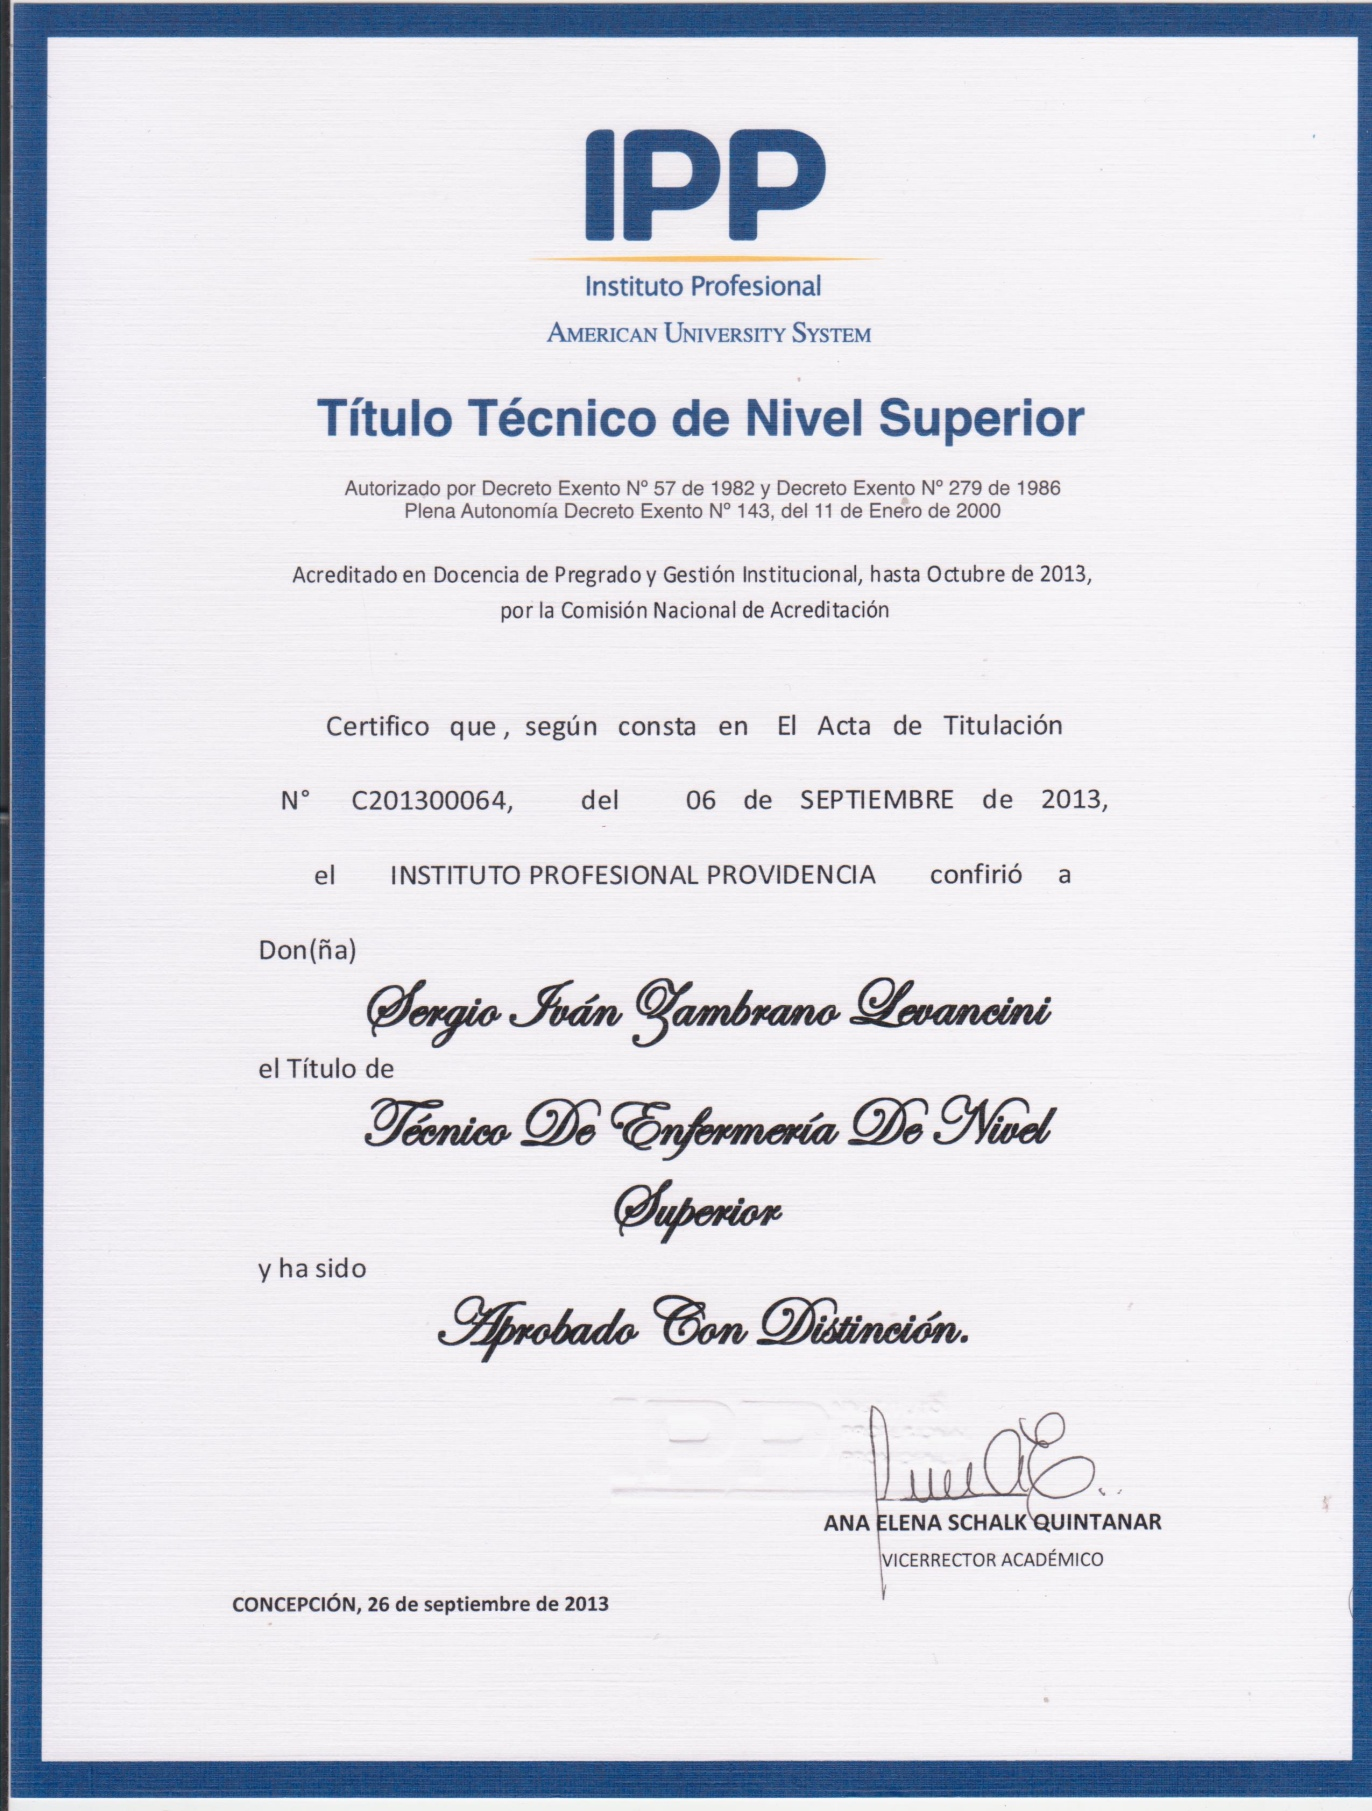 IPP
Instituto Profesional
AMERICAN UNIVERSITY SYSTEM
Título Técnico de Nivel Superior
Autorizado por Decreto Exento N° 57 de 1982 y Decreto Exento N° 279 de 1986
Plena Autonomía Decreto Exento N° 143, del 11 de Enero de 2000
Acreditado en Docencia de Pregrado y Gestión Institucional, hasta Octubre de 2013,
por la Comisión Nacional de Acreditación
Certifico que, según consta en El Acta de Titulación
N° C201300064, del 06 de SEPTIEMBRE de 2013,
el INSTITUTO PROFESIONAL PROVIDENCIA confirió a
Don(ña)
Sergio Iván Zambrano Levancini
el Título de
Técnico De Enfermería De Nivel
Superior
y ha sido
Aprobado Con Distinción.
IPP
ANA ELENA SCHALK QUINTANAR
VICERRECTOR ACADÉMICO
CONCEPCIÓN, 26 de septiembre de 2013